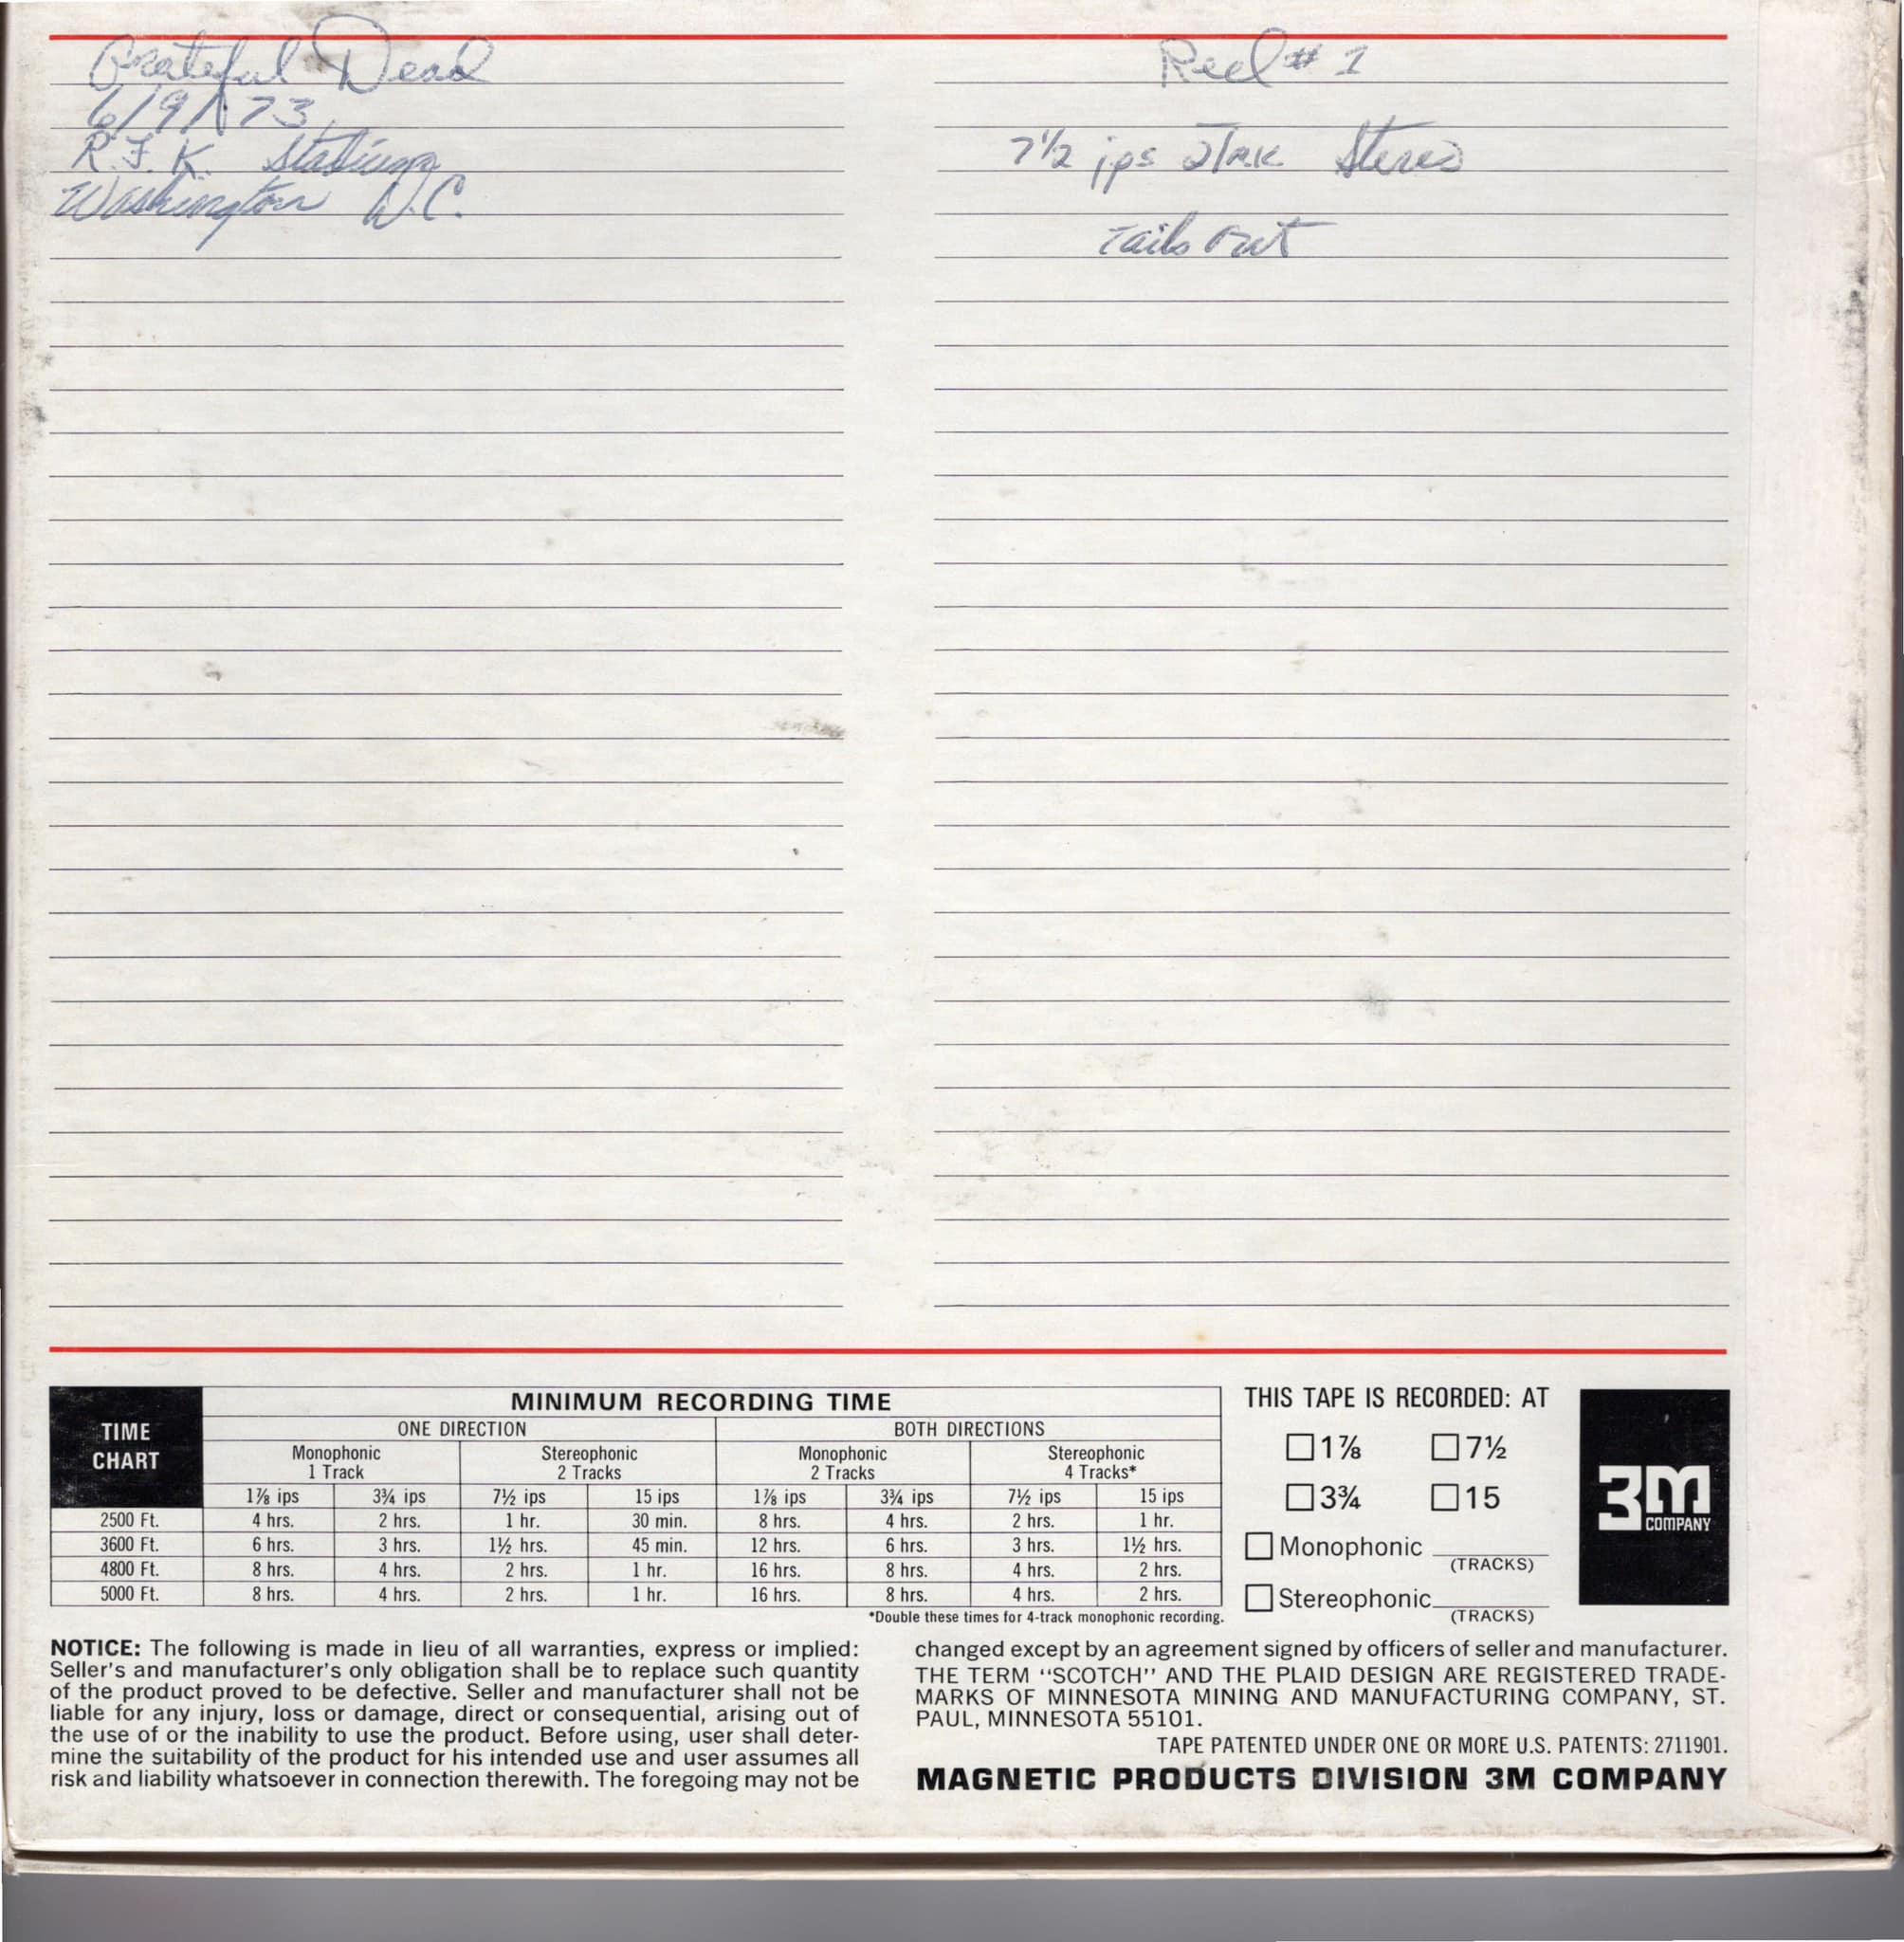 Grateful Dead
6/9/73
R.F.K. Stadium
Washington D.C.
Reel # 1
7 1/2 ips 2TRK Stereo
Tails Out
TIME CHART
MINIMUM RECORDING TIME
ONE DIRECTION BOTH DIRECTIONS
Monophonic Stereophonic Monophonic Stereophonic
1 Track 2 Tracks 2 Tracks 4 Tracks*
1⅞ ips 3¾ ips 7½ ips 15 ips 1⅞ ips 3¾ ips 7½ ips 15 ips
2500 Ft. 4 hrs. 2 hrs. 1 hr. 30 min. 8 hrs. 4 hrs. 2 hrs. 1 hr.
3600 Ft. 6 hrs. 3 hrs. 1½ hrs. 45 min. 12 hrs. 6 hrs. 3 hrs. 1½ hrs.
4800 Ft. 8 hrs. 4 hrs. 2 hrs. 1 hr. 16 hrs. 8 hrs. 4 hrs. 2 hrs.
5000 Ft. 8 hrs. 4 hrs. 2 hrs. 1 hr. 16 hrs. 8 hrs. 4 hrs. 2 hrs.
*Double these times for 4-track monophonic recording.
THIS TAPE IS RECORDED: AT
☐ 1⅞ ☐ 7½
☐ 3¾ ☐ 15
☐ Monophonic
(TRACKS)
☐ Stereophonic
(TRACKS)
3M
COMPANY
NOTICE: The following is made in lieu of all warranties, express or implied:
Seller's and manufacturer's only obligation shall be to replace such quantity
of the product proved to be defective. Seller and manufacturer shall not be
liable for any injury, loss or damage, direct or consequential, arising out of
the use of or the inability to use the product. Before using, user shall deter-
mine the suitability of the product for his intended use and user assumes all
risk and liability whatsoever in connection therewith. The foregoing may not be
changed except by an agreement signed by officers of seller and manufacturer.
THE TERM "SCOTCH" AND THE PLAID DESIGN ARE REGISTERED TRADE-
MARKS OF MINNESOTA MINING AND MANUFACTURING COMPANY, ST.
PAUL, MINNESOTA 55101.
TAPE PATENTED UNDER ONE OR MORE U.S. PATENTS: 2711901.
MAGNETIC PRODUCTS DIVISION 3M COMPANY